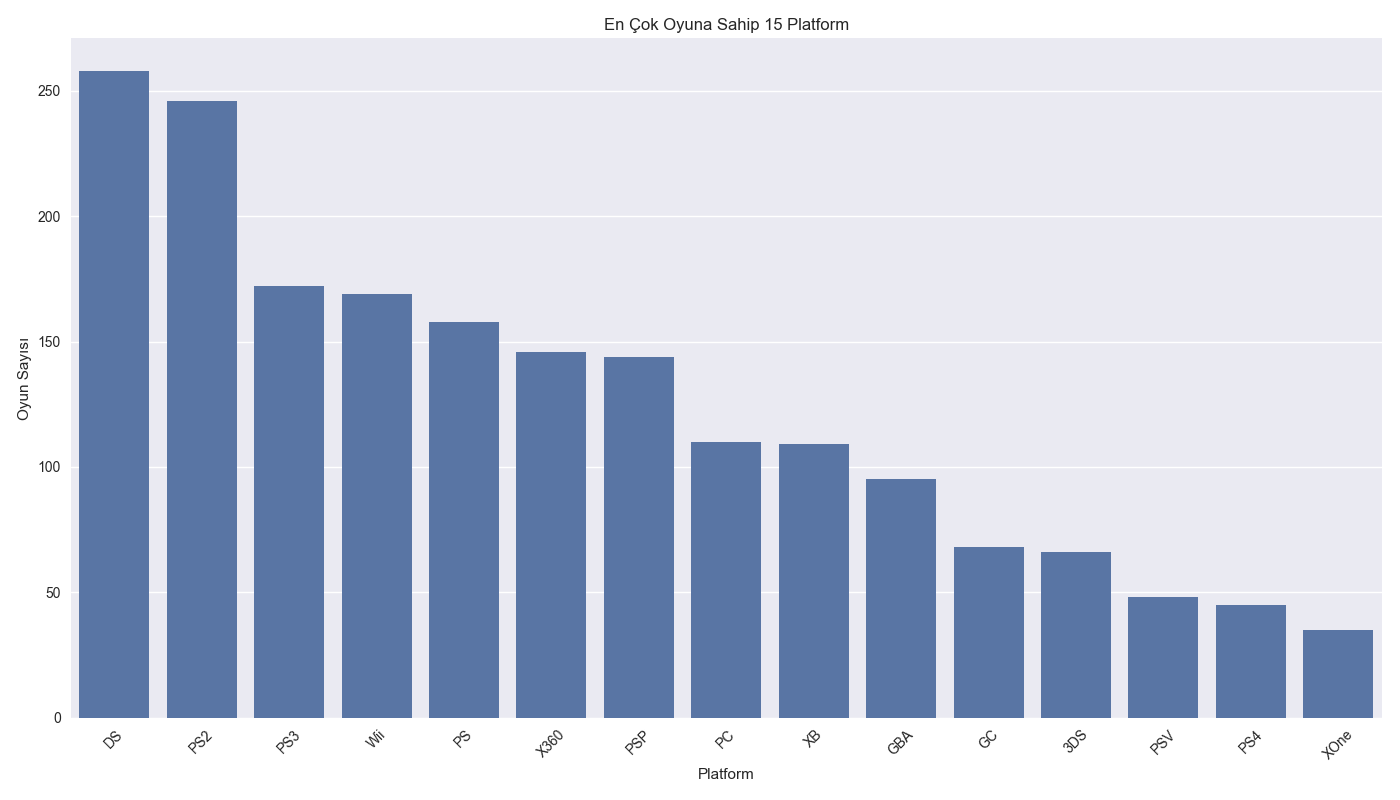 En Çok Oyuna Sahip 15 Platform
Oyun Sayısı
250
200
150
100
50
0
DS PS2 PS3 Wii PS X360 PSP PC XB GBA GC 3DS PSV PS4 XOne
Platform